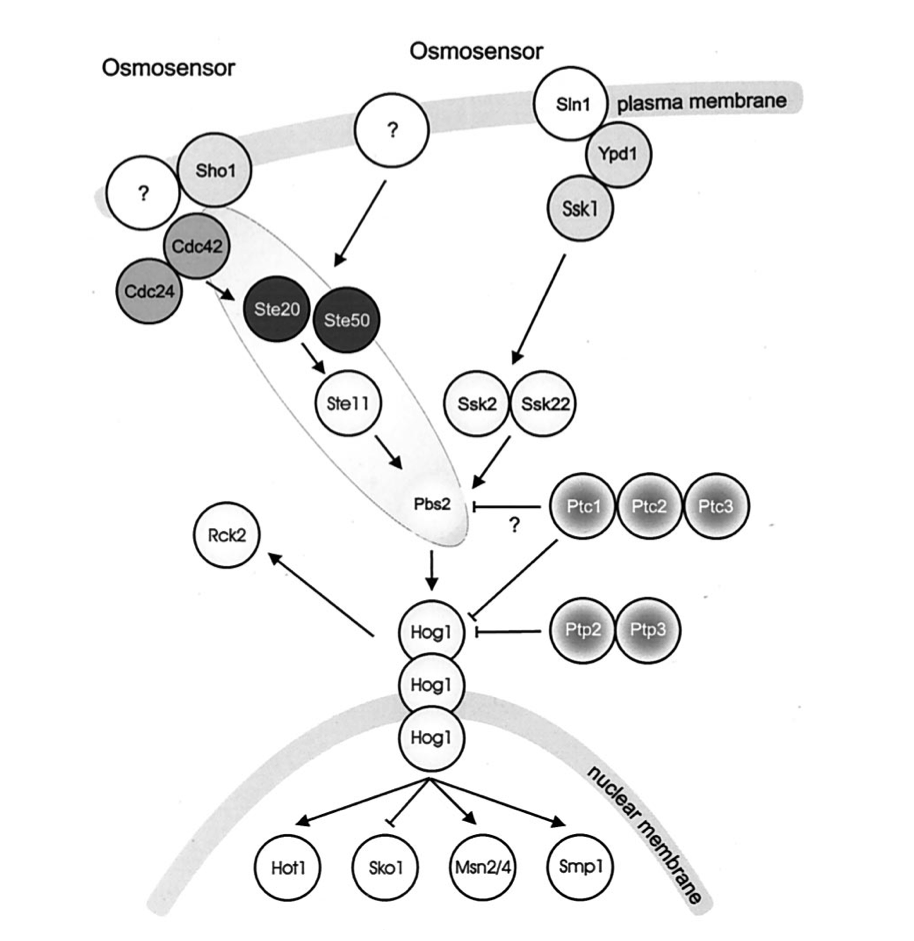 Osmosensor
Osmosensor
Sln1
plasma membrane
?
Ypd1
Sho1
?
Ssk1
Cdc42
Cdc24
Ste20
Ste50
Ste11
Ssk2
Ssk22
Pbs2
?
Ptc1
Ptc2
Ptc3
Rck2
Hog1
Ptp2
Ptp3
Hog1
Hog1
nuclear membrane
Hot1
Sko1
Msn2/4
Smp1